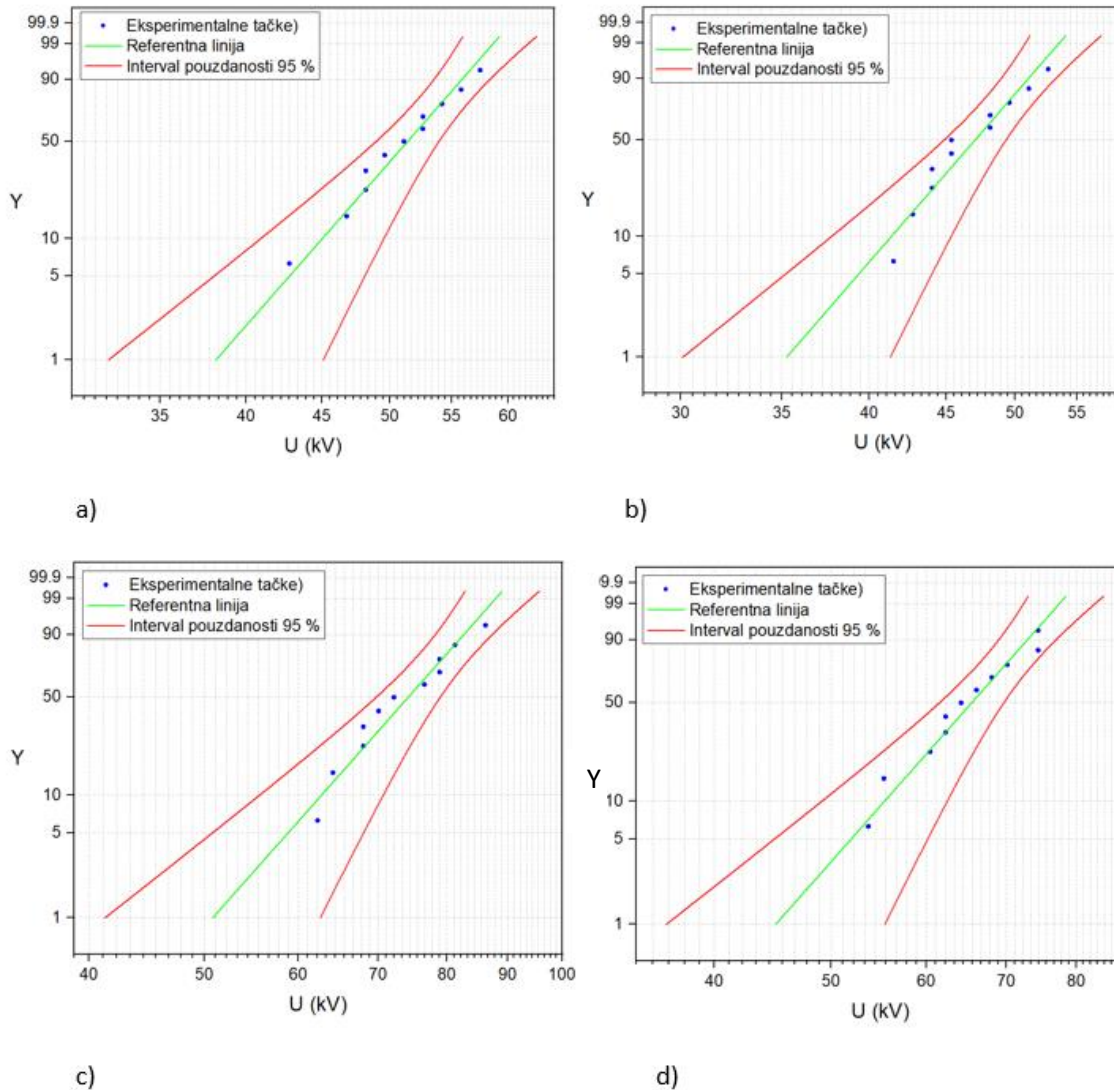 99.9
99
90
50
10
5
1
Y
Eksperimentalne tačke)
Referentna linija
Interval pouzdanosti 95 %
35 40 45 50 55 60
U (kV)
a)
99.9
99
90
50
10
5
1
Y
Eksperimentalne tačke)
Referentna linija
Interval pouzdanosti 95 %
30 35 40 45 50 55
U (kV)
b)
99.9
99
90
50
10
5
1
Y
Eksperimentalne tačke)
Referentna linija
Interval pouzdanosti 95 %
40 50 60 70 80 90 100
U (kV)
c)
99.9
99
90
50
10
5
1
Y
Eksperimentalne tačke)
Referentna linija
Interval pouzdanosti 95 %
40 50 60 70 80
U (kV)
d)